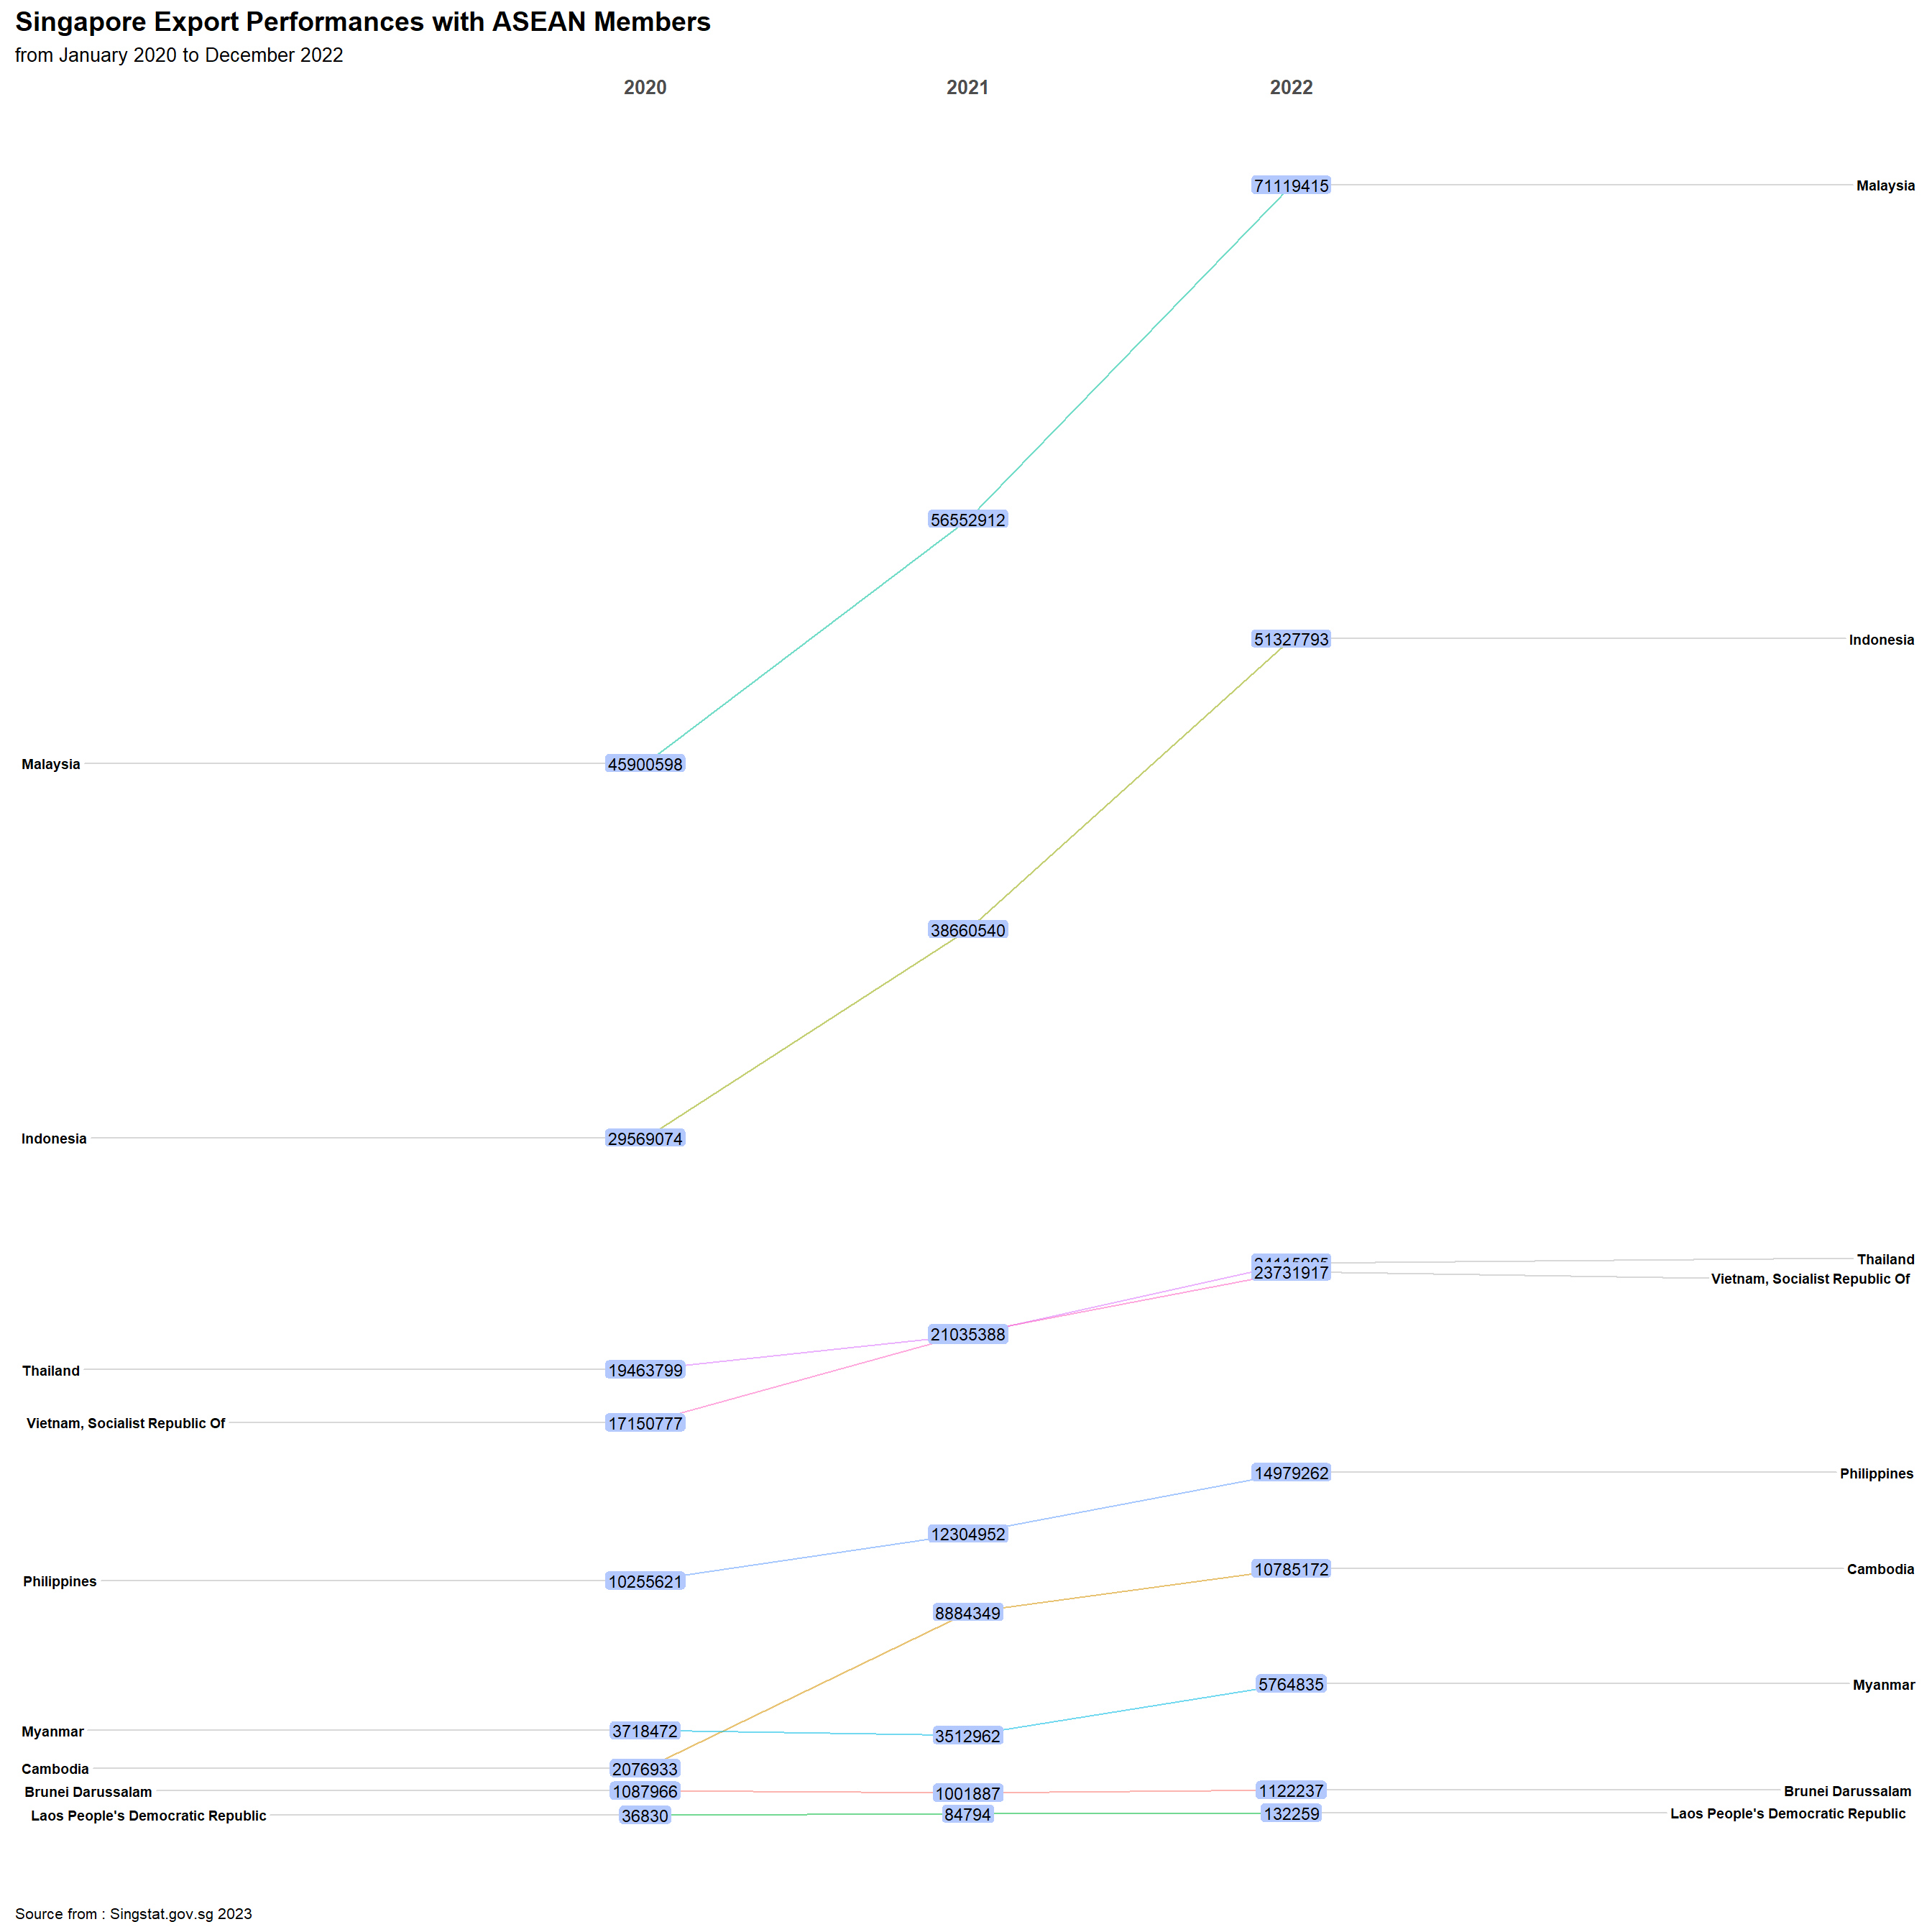 Singapore Export Performances with ASEAN Members
from January 2020 to December 2022
2020 2021 2022
71119415 Malaysia
56552912
51327793 Indonesia
Malaysia 45900598
38660540
Indonesia 29569074
Thailand
23731917
Vietnam, Socialist Republic Of
21035388
Thailand 19463799
Vietnam, Socialist Republic Of 17150777
14979262 Philippines
12304952
10785172 Cambodia
Philippines 10255621
8884349
5764835 Myanmar
Myanmar 3718472 3512962
Cambodia 2076933
Brunei Darussalam 1087966 1001887 1122237 Brunei Darussalam
Laos People's Democratic Republic 36830 84794 132259 Laos People's Democratic Republic
Source from : Singstat.gov.sg 2023